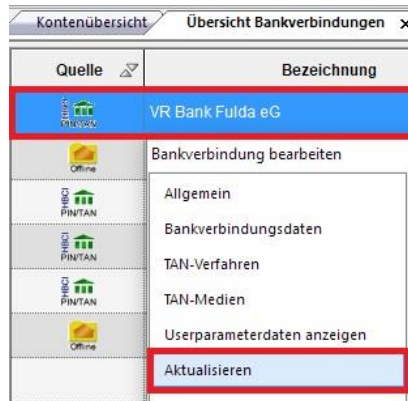 Kontenübersicht
Übersicht Bankverbindungen x
Quelle
Bezeichnung
HBCI
PIN/TAN
VR Bank Fulda eG
Offline
Bankverbindung bearbeiten
HBCI
PIN/TAN
Allgemein
Bankverbindungsdaten
HBCI
PIN/TAN
TAN-Verfahren
HBCI
PIN/TAN
TAN-Medien
Offline
Userparameterdaten anzeigen
Aktualisieren